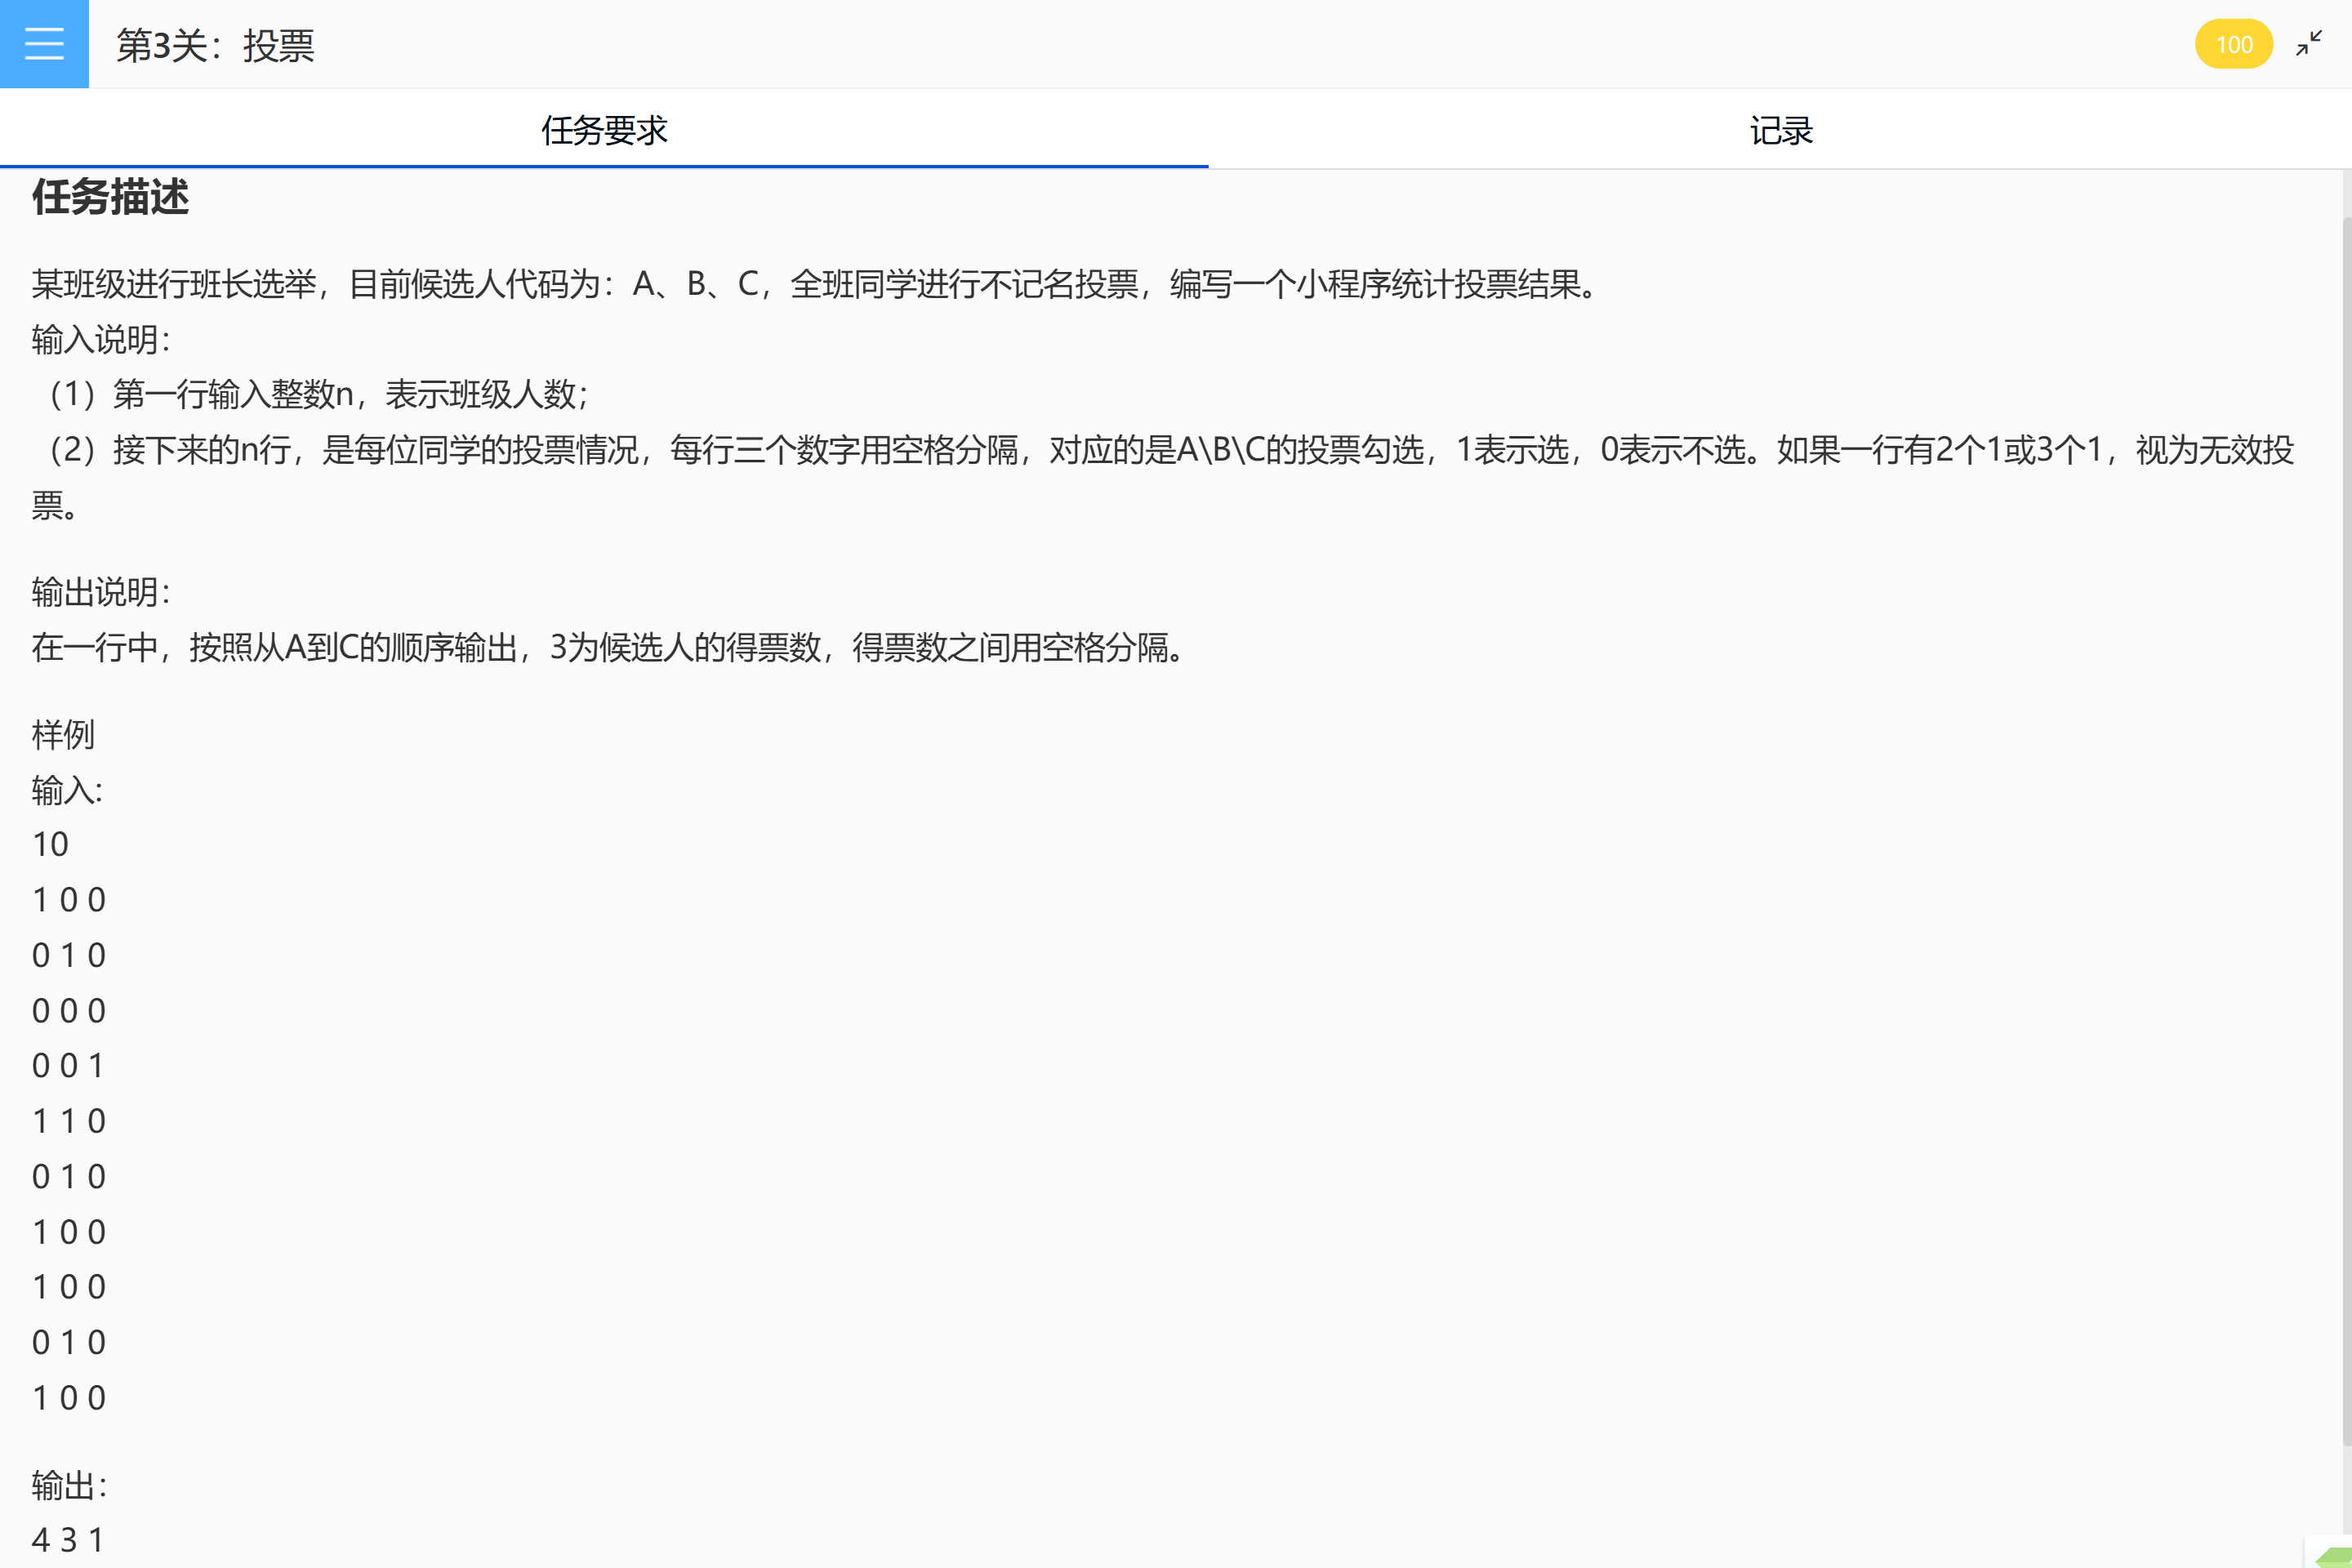 第3关：投票
100
任务要求
记录
任务描述
某班级进行班长选举，目前候选人代码为：A、B、C，全班同学进行不记名投票，编写一个小程序统计投票结果。
输入说明：
（1）第一行输入整数n，表示班级人数；
（2）接下来的n行，是每位同学的投票情况，每行三个数字用空格分隔，对应的是A\B\C的投票勾选，1表示选，0表示不选。如果一行有2个1或3个1，视为无效投
票。
输出说明：
在一行中，按照从A到C的顺序输出，3为候选人的得票数，得票数之间用空格分隔。
样例
输入:
10
1 0 0
0 1 0
0 0 0
0 0 1
1 1 0
0 1 0
1 0 0
1 0 0
0 1 0
1 0 0
输出：
4 3 1